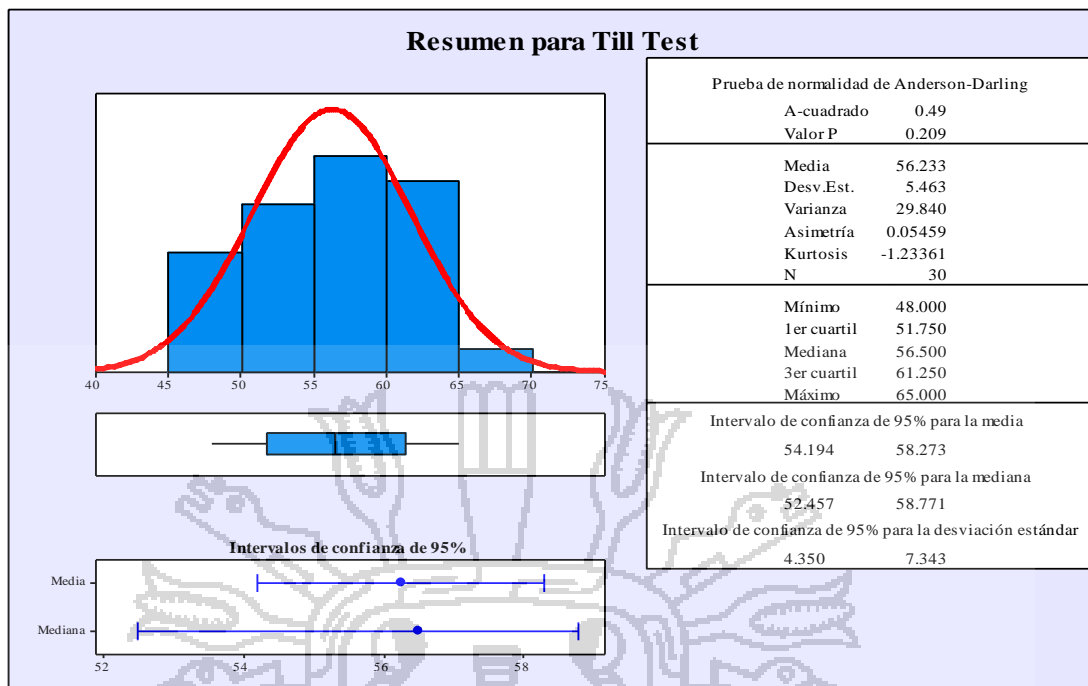 Resumen para Till Test
40 45 50 55 60 65 70 75
Intervalos de confianza de 95%
Media
Mediana
52 54 56 58
Prueba de normalidad de Anderson-Darling
A-cuadrado 0.49
Valor P 0.209
Media 56.233
Desv.Est. 5.463
Varianza 29.840
Asimetría 0.05459
Kurtosis -1.23361
N 30
Mínimo 48.000
1er cuartil 51.750
Mediana 56.500
3er cuartil 61.250
Máximo 65.000
Intervalo de confianza de 95% para la media
54.194 58.273
Intervalo de confianza de 95% para la mediana
52.457 58.771
Intervalo de confianza de 95% para la desviación estándar
4.350 7.343